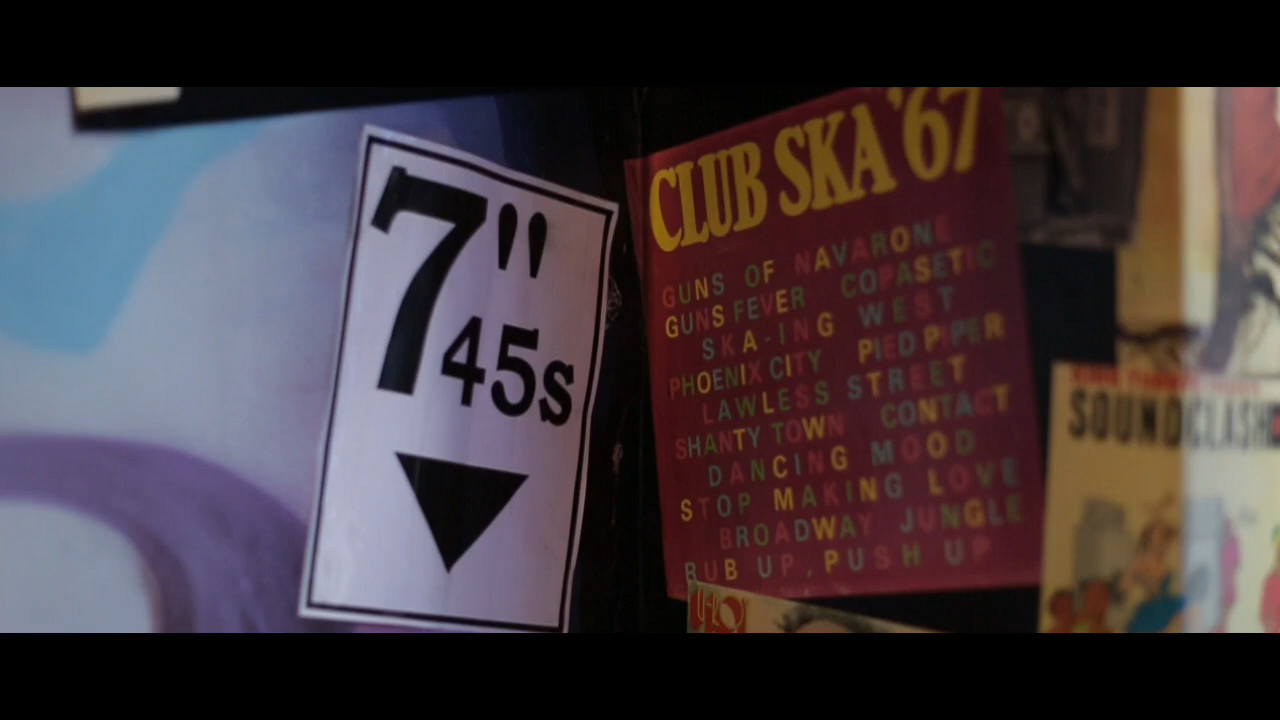 7"
45s
CLUB SKA '67
GUNS OF NAVARONE
GUNS FEVER COPASETIC
SKA-ING WEST
PHOENIX CITY PIED PIPER
LAWLESS STREET
SHANTY TOWN CONTACT
DANCING MOOD
STOP MAKING LOVE
BROADWAY JUNGLE
RUB UP, PUSH UP
U-ROY
SOUNDCLASH